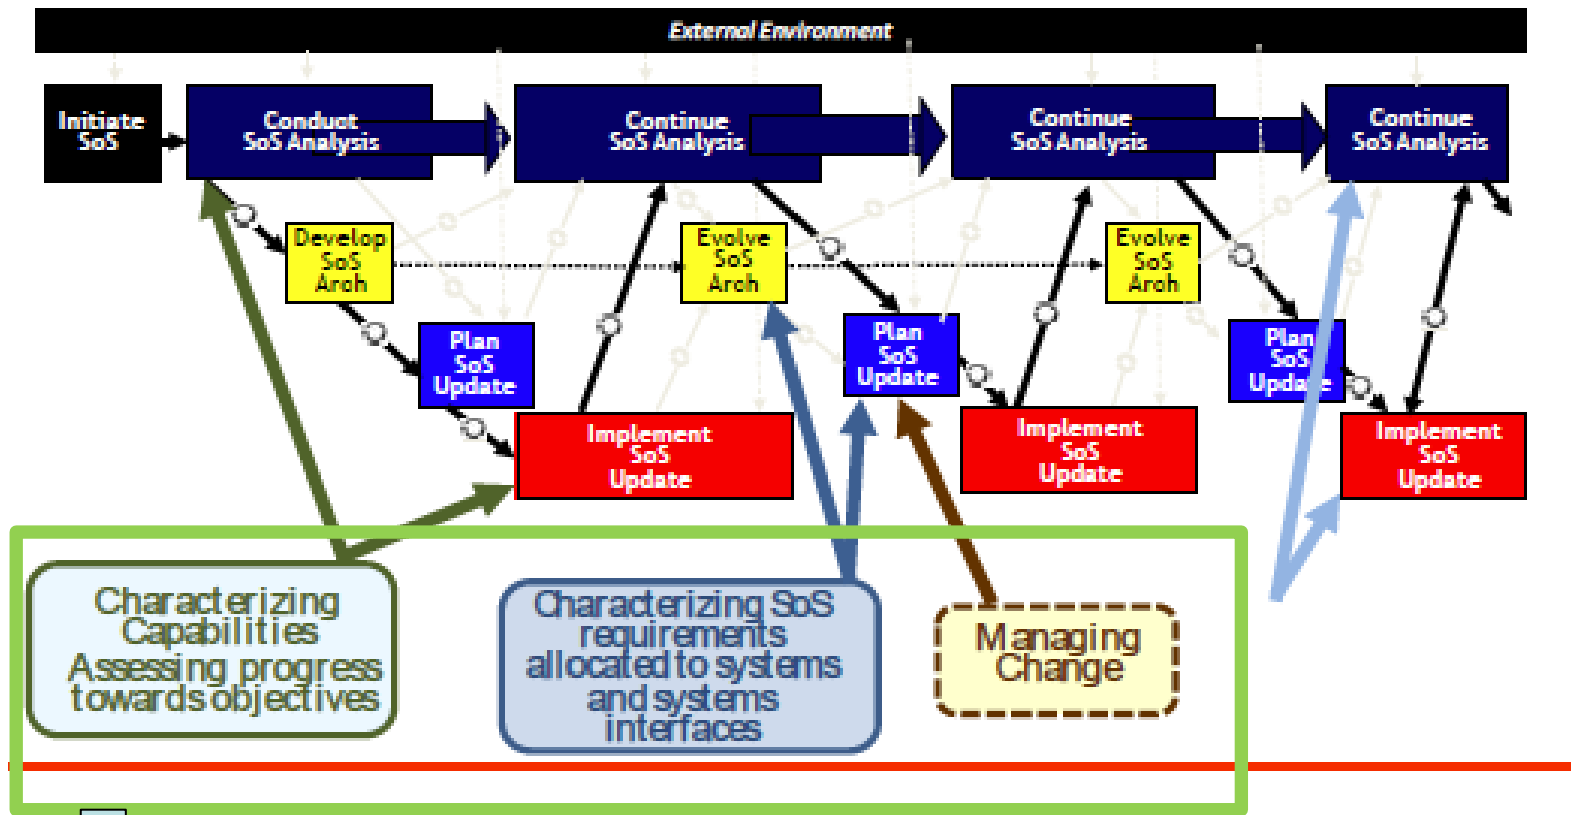 External Environment
Initiate
SoS
Conduct
SoS Analysis
Continue
SoS Analysis
Continue
SoS Analysis
Continue
SoS Analysis
Develop
SoS
Arch
Evolve
SoS
Arch
Evolve
SoS
Arch
Plan
SoS
Update
Plan
SoS
Update
Plan
SoS
Update
Implement
SoS
Update
Implement
SoS
Update
Implement
SoS
Update
Characterizing
Capabilities
Assessing progress
towards objectives
Characterizing SoS
requirements
allocated to systems
and systems
interfaces
Managing
Change